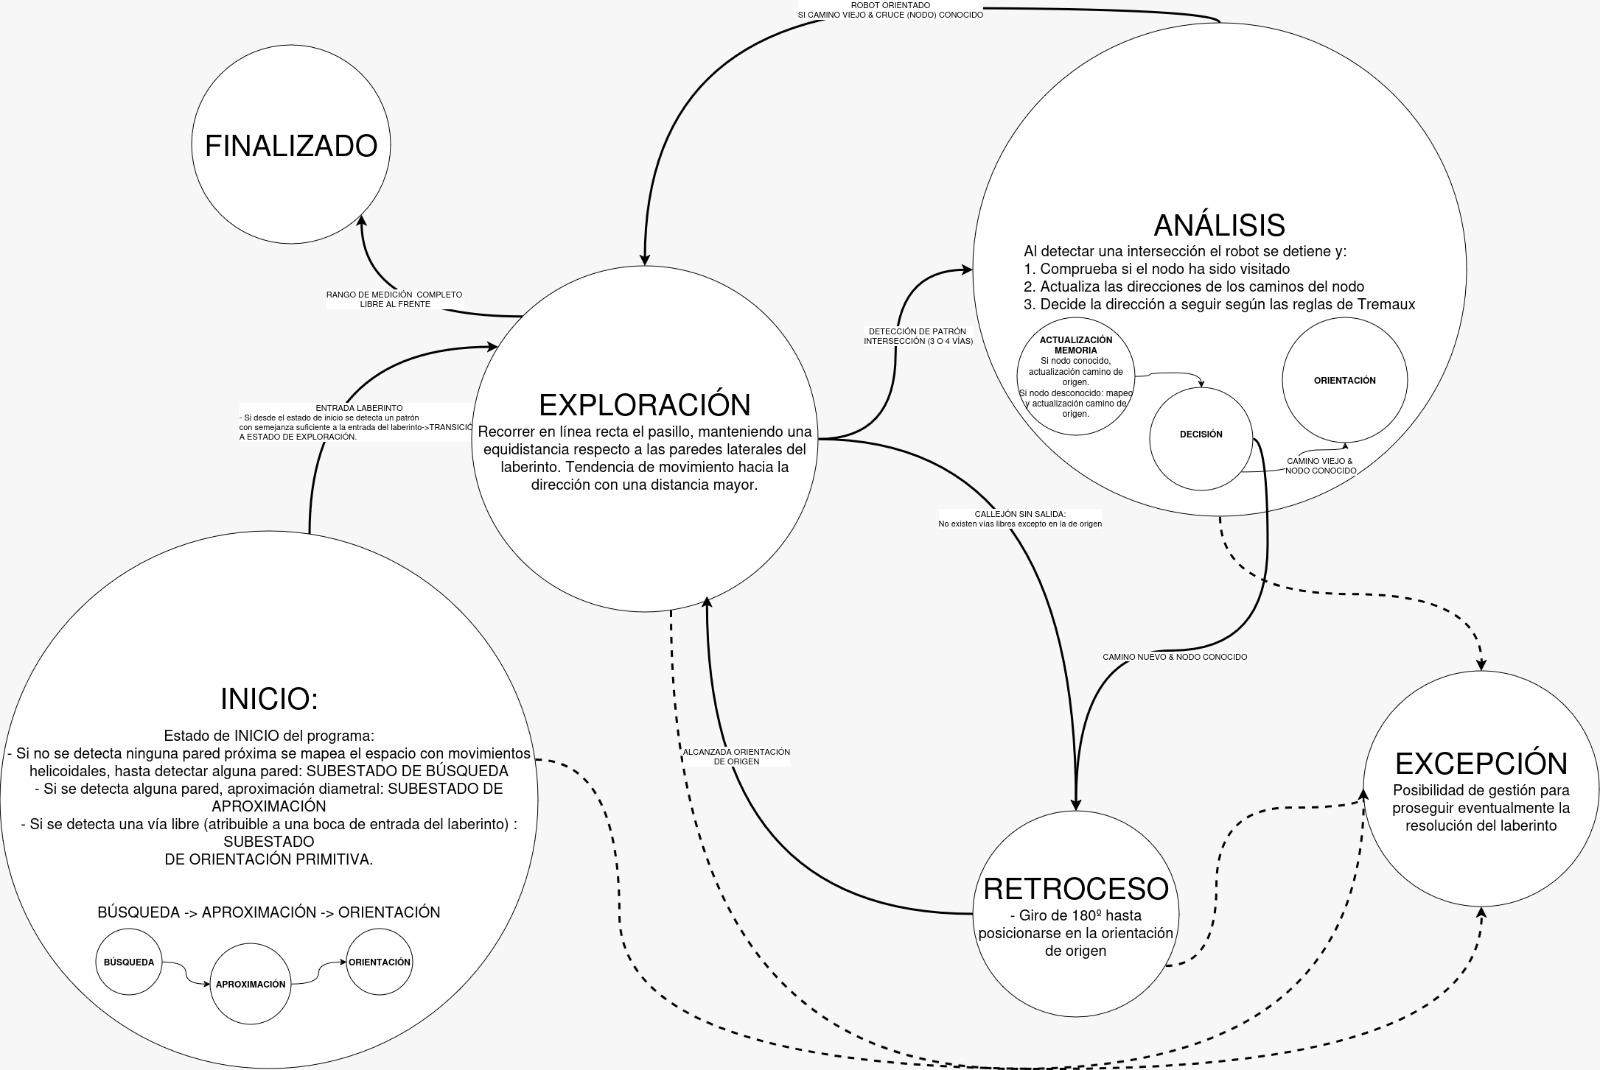 ROBOT ORIENTADO
SI CAMINO VIEJO & CRUCE (NODO) CONOCIDO
FINALIZADO
RANGO DE MEDICIÓN COMPLETO
LIBRE AL FRENTE
ANÁLISIS
Al detectar una intersección el robot se detiene y:
1. Comprueba si el nodo ha sido visitado
2. Actualiza las direcciones de los caminos del nodo
3. Decide la dirección a seguir según las reglas de Tremaux
ACTUALIZACIÓN
MEMORIA
Si nodo conocido,
actualización camino de
origen.
Si nodo desconocido: mapeo
y actualización camino de
origen.
DECISIÓN
ORIENTACIÓN
CAMINO VIEJO &
NODO CONOCIDO
DETECCIÓN DE PATRÓN
INTERSECCIÓN (3 O 4 VÍAS)
ENTRADA LABERINTO
- Si desde el estado de inicio se detecta un patrón
con semejanza suficiente a la entrada del laberinto->TRANSICIÓ
A ESTADO DE EXPLORACIÓN.
EXPLORACIÓN
Recorrer en línea recta el pasillo, manteniendo una
equidistancia respecto a las paredes laterales del
laberinto. Tendencia de movimiento hacia la
dirección con una distancia mayor.
CALLEJÓN SIN SALIDA:
No existen vías libres excepto en la de origen
CAMINO NUEVO & NODO CONOCIDO
INICIO:
Estado de INICIO del programa:
- Si no se detecta ninguna pared próxima se mapea el espacio con movimientos
helicoidales, hasta detectar alguna pared: SUBESTADO DE BÚSQUEDA
- Si se detecta alguna pared, aproximación diametral: SUBESTADO DE
APROXIMACIÓN
- Si se detecta una vía libre (atribuible a una boca de entrada del laberinto) :
SUBESTADO
DE ORIENTACIÓN PRIMITIVA.
BÚSQUEDA -> APROXIMACIÓN -> ORIENTACIÓN
BÚSQUEDA
APROXIMACIÓN
ORIENTACIÓN
ALCANZADA ORIENTACIÓN
DE ORIGEN
RETROCESO
- Giro de 180º hasta
posicionarse en la orientación
de origen
EXCEPCIÓN
Posibilidad de gestión para
proseguir eventualmente la
resolución del laberinto